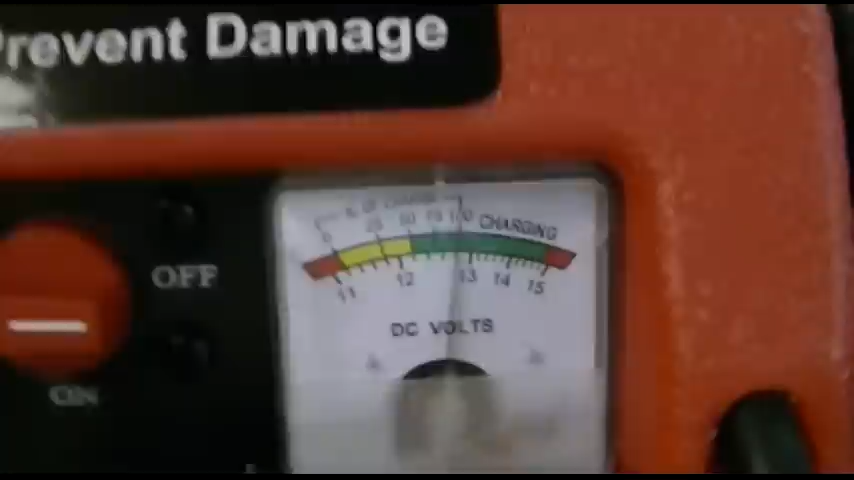 Prevent Damage
% OF CHARGE
0 25 50 75 100 CHARGING
11 12 13 14 15
OFF
DC VOLTS
ON